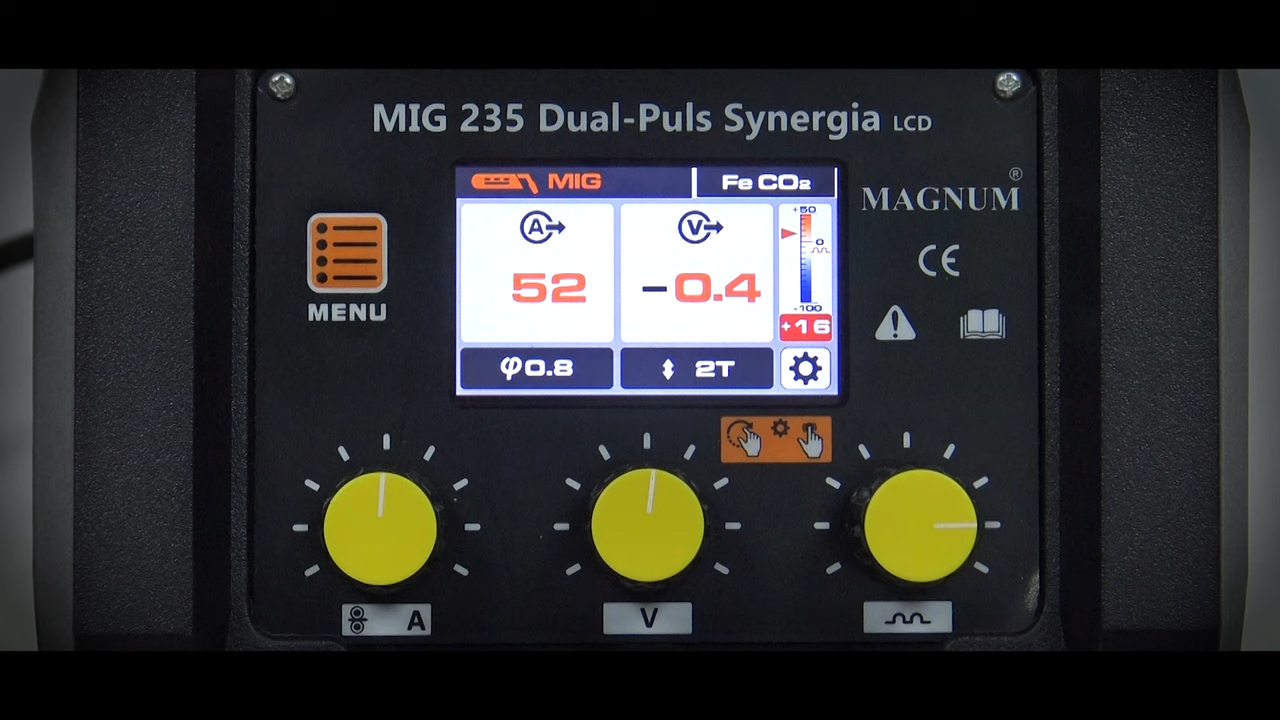 MIG 235 Dual-Puls Synergia LCD
MIG
Fe CO₂
MAGNUM®
MENU
A
V
+50
0
-100
52
-0.4
+16
φ0.8
2T
CE
A
V